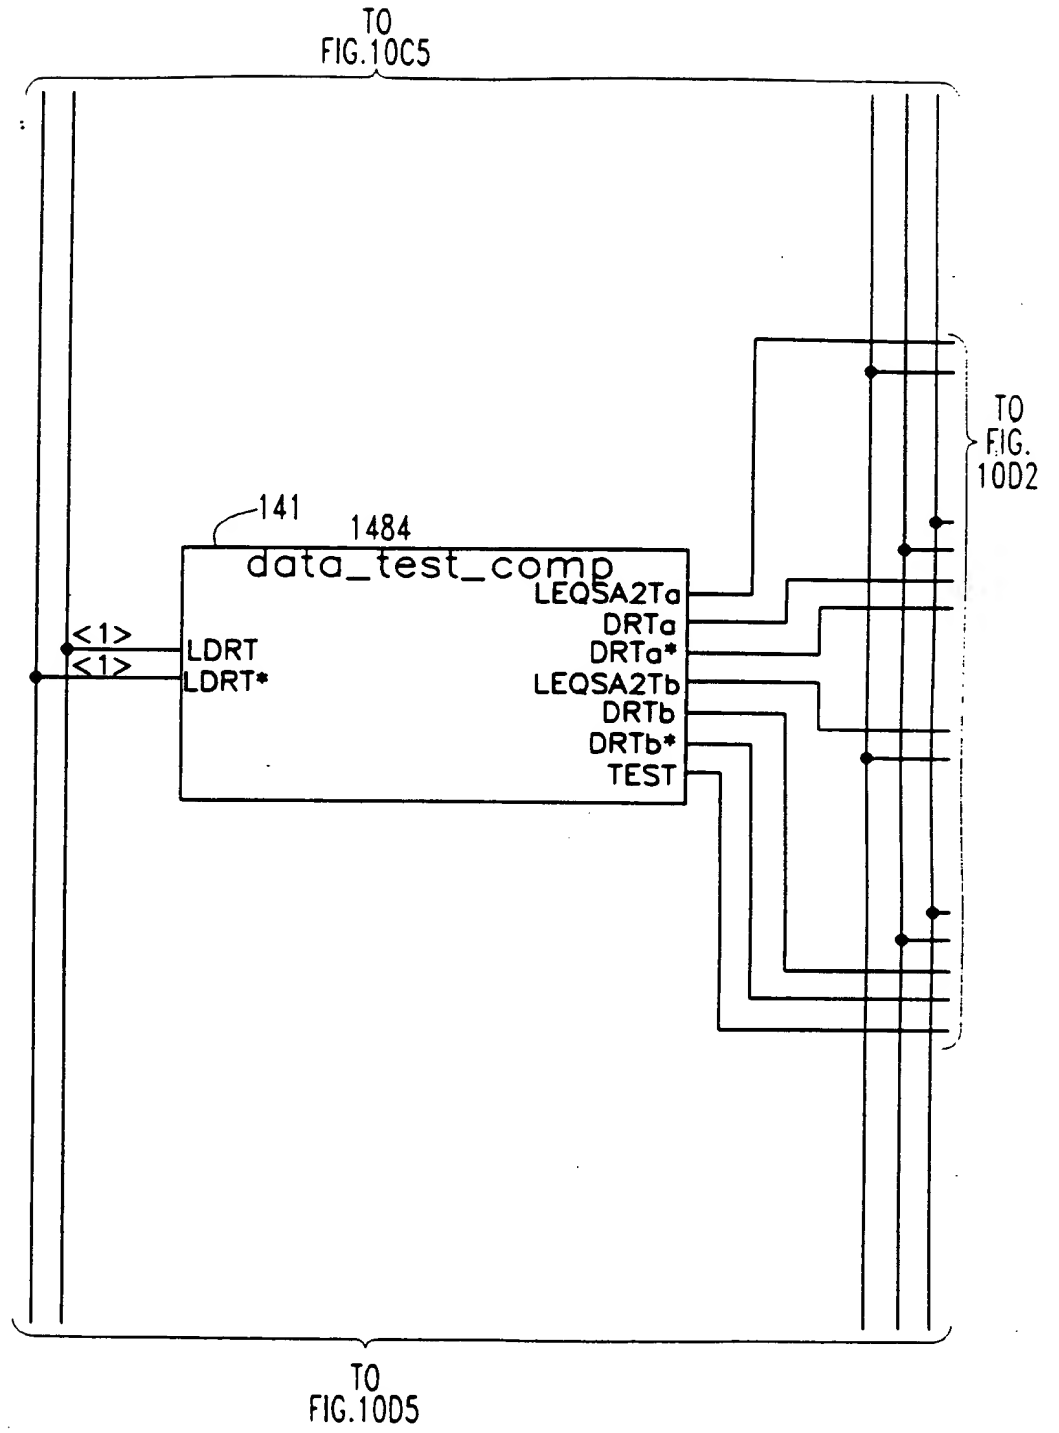 TO
FIG.10C5
TO
FIG.
10D2
141
1484
data_test_comp
LEQSA2Ta
DRTa
<1>
LDRT
DRTa*
<1>
LDRT*
LEQSA2Tb
DRTb
DRTb*
TEST
TO
FIG.10D5